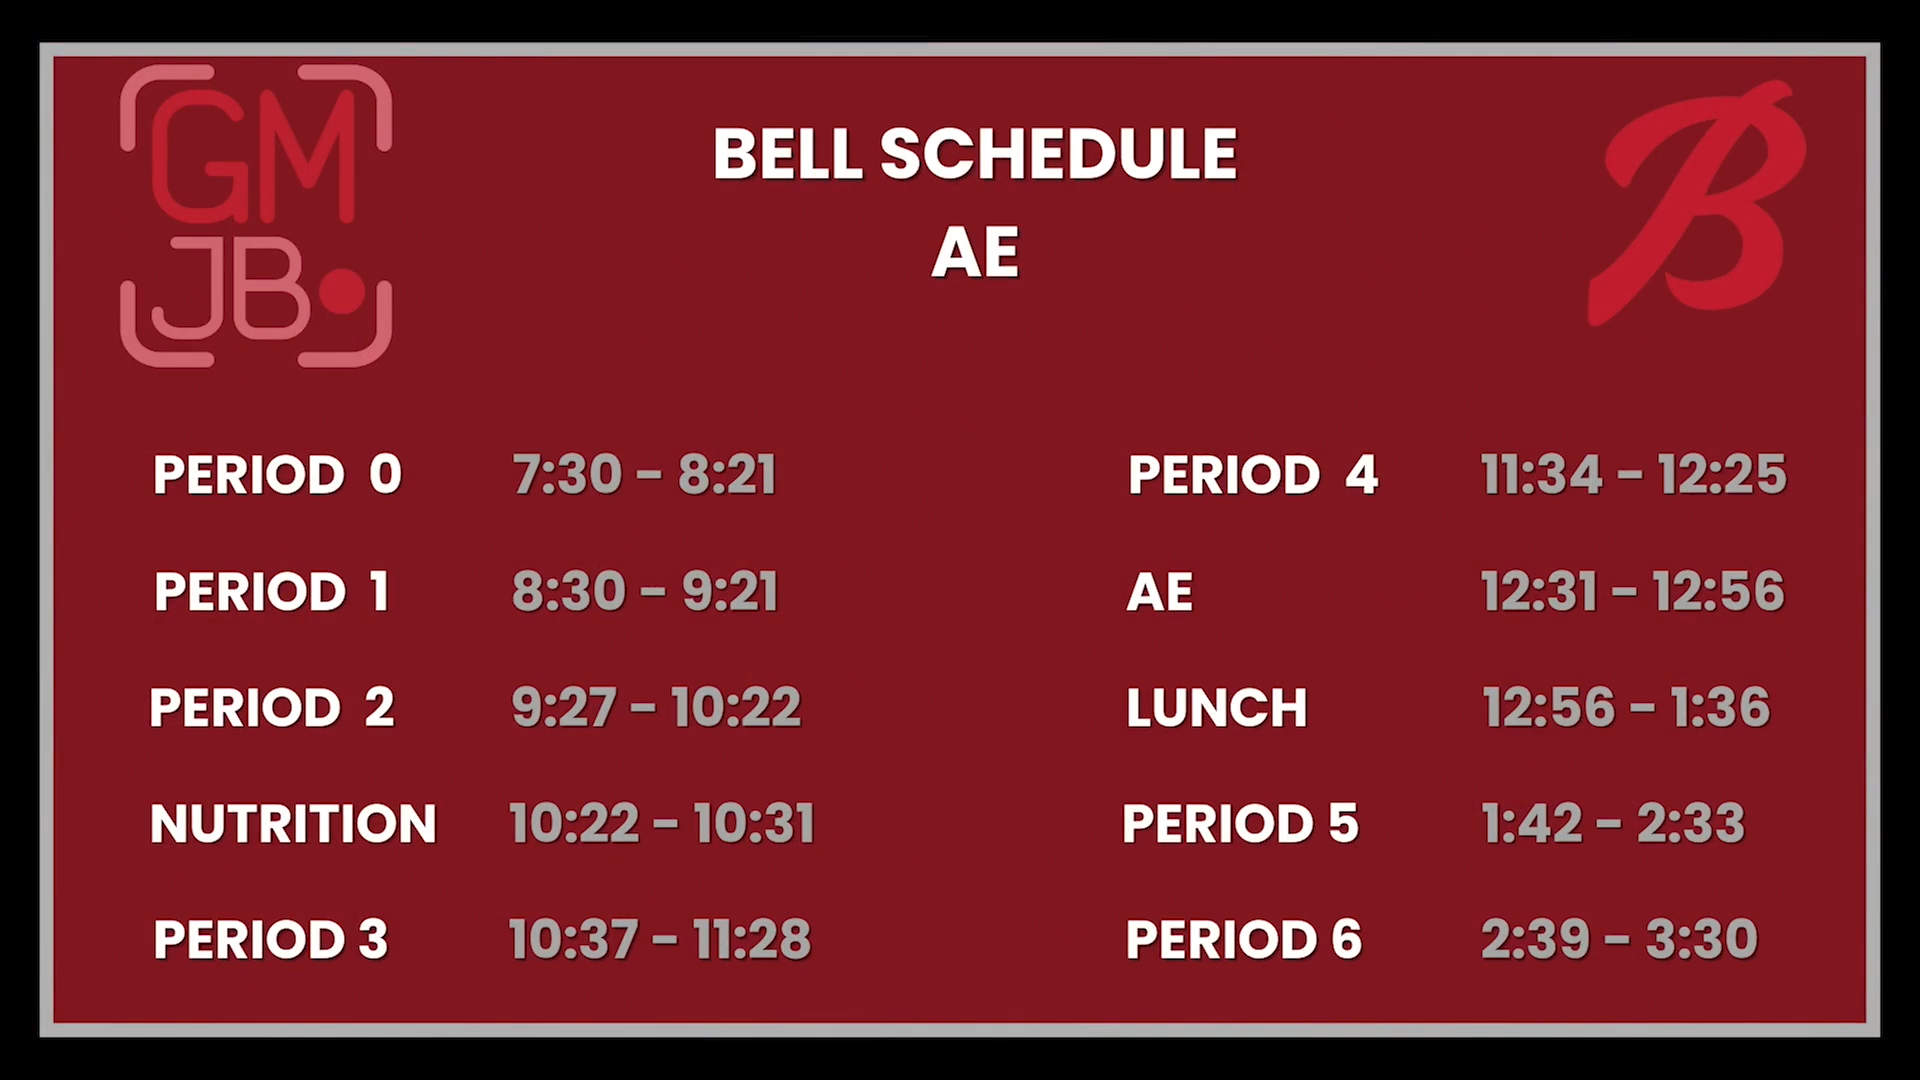 GM
JB
BELL SCHEDULE
AE
B
PERIOD 0 7:30 - 8:21
PERIOD 1 8:30 - 9:21
PERIOD 2 9:27 - 10:22
NUTRITION 10:22 - 10:31
PERIOD 3 10:37 - 11:28
PERIOD 4 11:34 - 12:25
AE 12:31 - 12:56
LUNCH 12:56 - 1:36
PERIOD 5 1:42 - 2:33
PERIOD 6 2:39 - 3:30